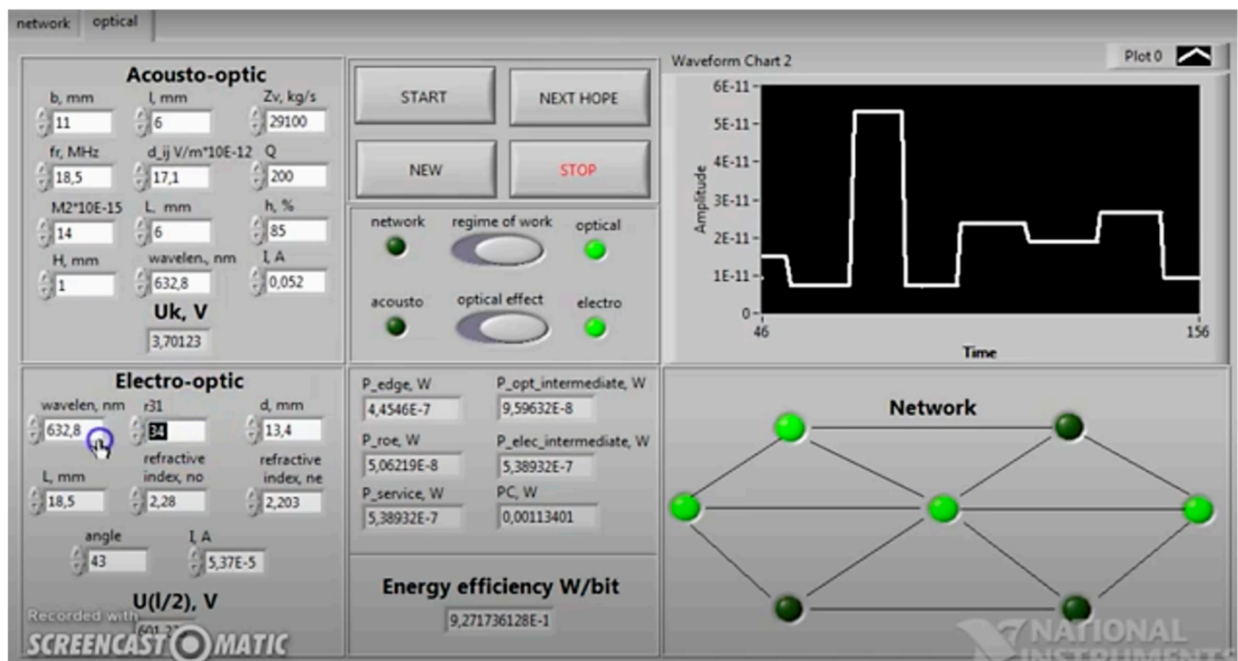 network optical
Acousto-optic
b, mm l, mm Zv, kg/s
11 6 29100
fr, MHz d_ij V/m*10E-12 Q
18,5 17,1 200
M2*10E-15 L, mm h, %
14 6 85
H, mm wavelen., nm I, A
1 632,8 0,052
Uk, V
3,70123
START NEXT HOPE
NEW STOP
network regime of work optical
acousto optical effect electro
Waveform Chart 2 Plot 0
Amplitude
6E-11
5E-11
4E-11
3E-11
2E-11
1E-11
0
46 156
Time
Electro-optic
wavelen, nm r31 d, mm
632,8 34 13,4
L, mm refractive index, no refractive index, ne
18,5 2,28 2,203
angle I, A
43 5,37E-5
U(l/2), V
P_edge, W P_opt_intermediate, W
4,4546E-7 9,59632E-8
P_roe, W P_elec_intermediate, W
5,06219E-8 5,38932E-7
P_service, W PC, W
5,38932E-7 0,00113401
Energy efficiency W/bit
9,271736128E-1
Network
Recorded with
SCREENCAST MATIC
NATIONAL
INSTRUMENTS